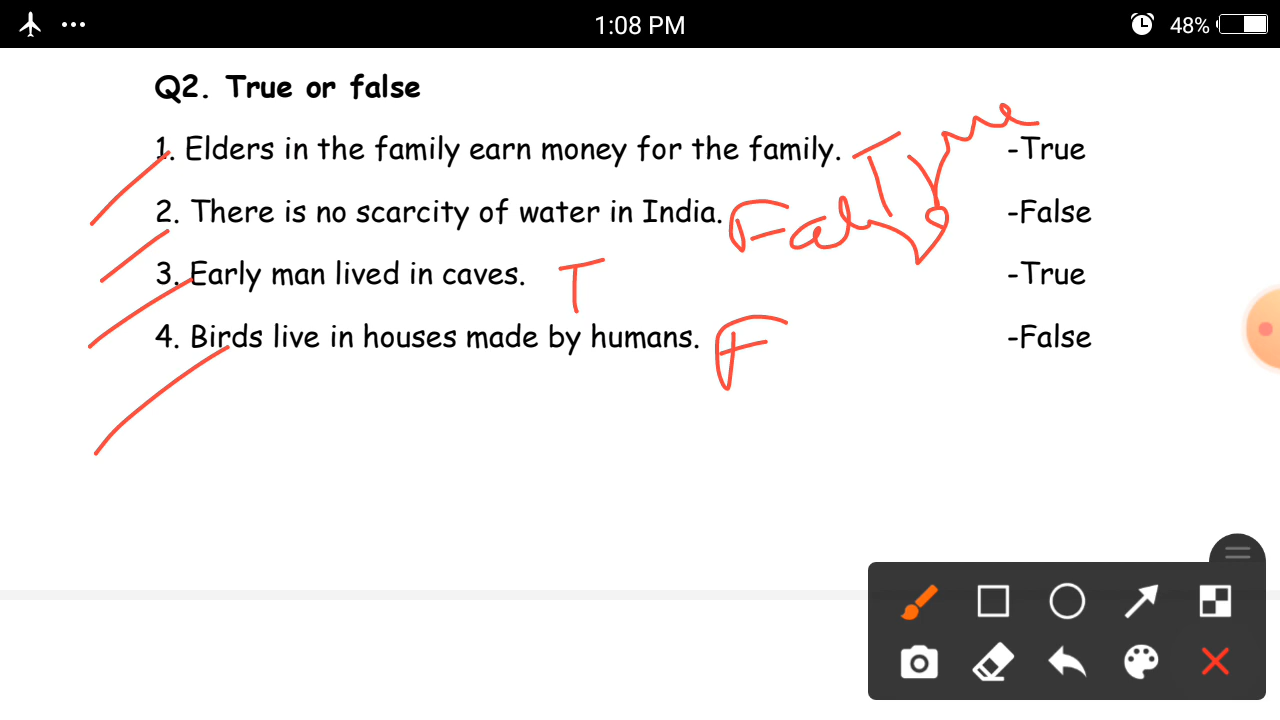 1:08 PM 48%
Q2. True or false
1. Elders in the family earn money for the family. True -True
2. There is no scarcity of water in India. False -False
3. Early man lived in caves. T -True
4. Birds live in houses made by humans. F -False